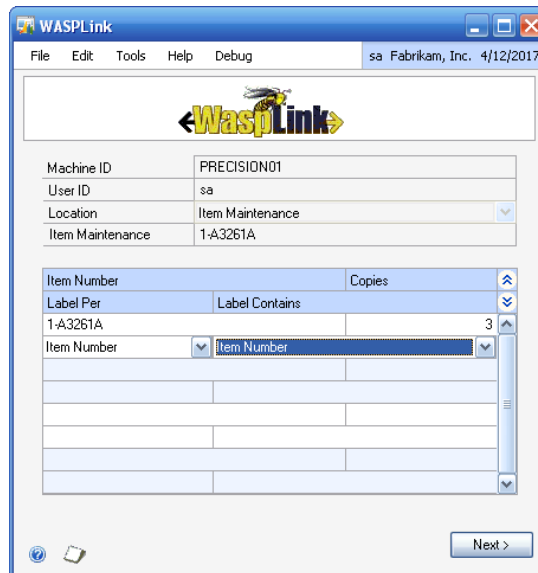 WASPLink
File Edit Tools Help Debug sa Fabrikam, Inc. 4/12/2017
WaspLink
Machine ID PRECISION01
User ID sa
Location Item Maintenance
Item Maintenance 1-A3261A
Item Number Copies
Label Per Label Contains
1-A3261A 3
Item Number Item Number
Next >